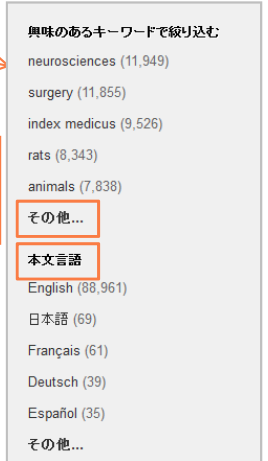 興味のあるキーワードで絞り込む
neurosciences (11,949)
surgery (11,855)
index medicus (9,526)
rats (8,343)
animals (7,838)
その他...
本文言語
English (88,961)
日本語 (69)
Français (61)
Deutsch (39)
Español (35)
その他...